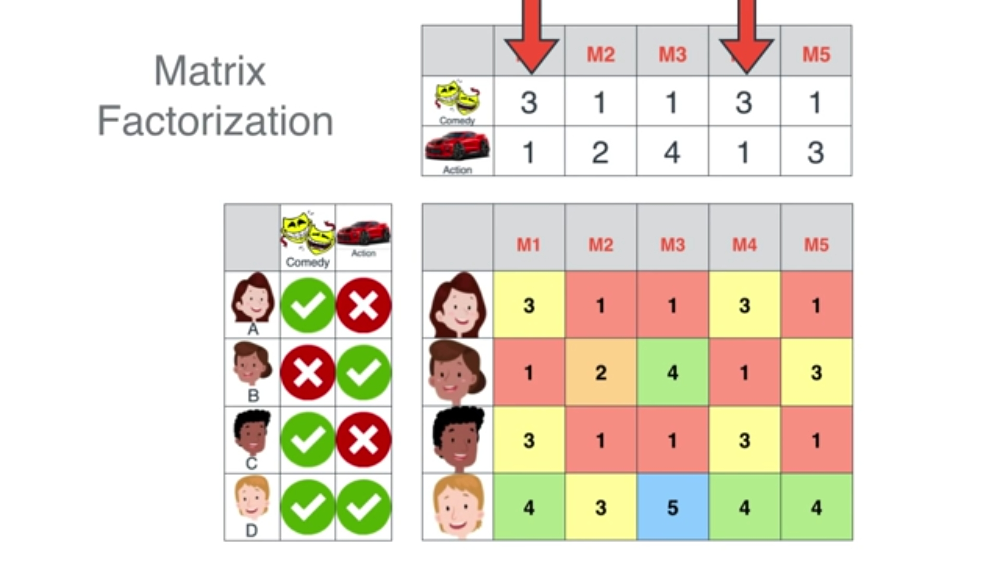 Matrix
Factorization
M2 M3 M5
Comedy 3 1 1 3 1
Action 1 2 4 1 3
Comedy Action
M1 M2 M3 M4 M5
A 3 1 1 3 1
B 1 2 4 1 3
C 3 1 1 3 1
D 4 3 5 4 4